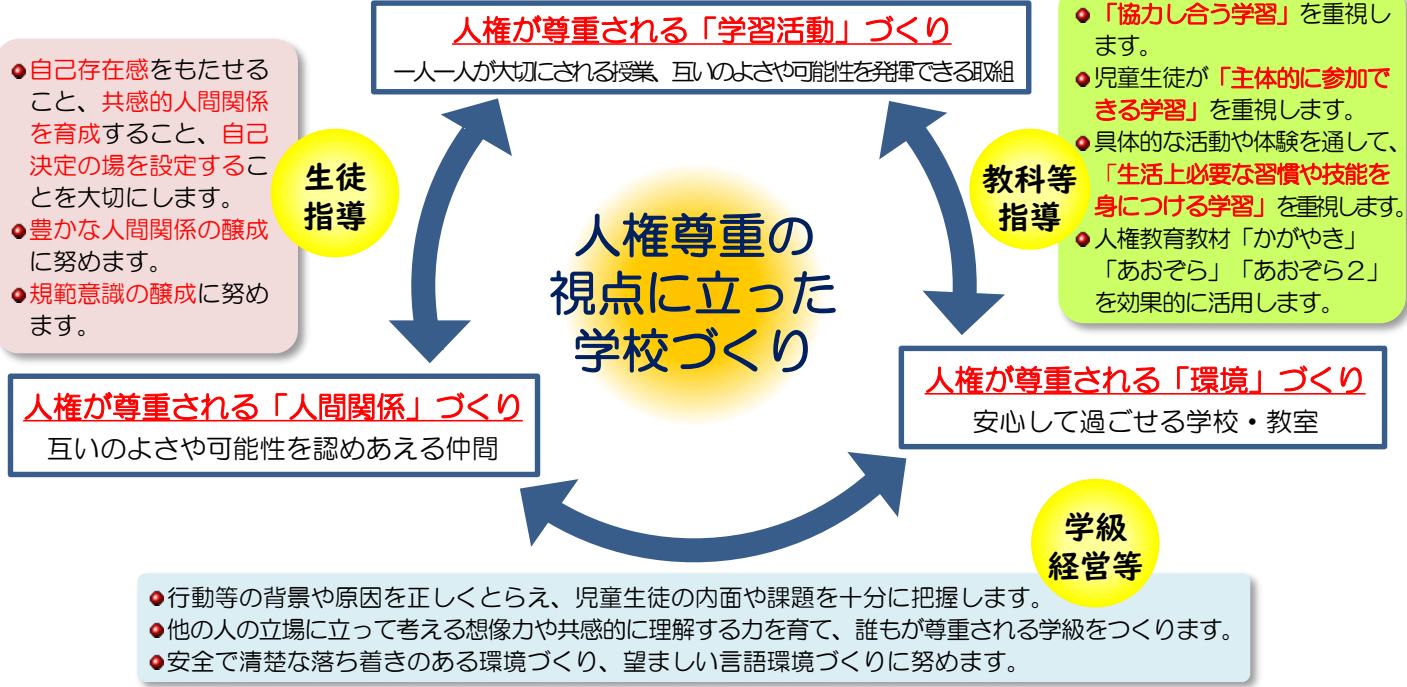 人権が尊重される「学習活動」づくり
一人一人が大切にされる授業、互いのよさや可能性を発揮できる取組
●自己存在感をもたせる
こと、共感的人間関係
を育成すること、自己
決定の場を設定するこ
とを大切にします。
●豊かな人間関係の醸成
に努めます。
●規範意識の醸成に努め
ます。
生徒
指導
人権尊重の
視点に立った
学校づくり
教科等
指導
●「協力し合う学習」を重視し
ます。
●児童生徒が「主体的に参加で
きる学習」を重視します。
●具体的な活動や体験を通して、
「生活上必要な習慣や技能を
身につける学習」を重視します。
●人権教育教材「かがやき」
「あおぞら」「あおぞら２」
を効果的に活用します。
人権が尊重される「人間関係」づくり
互いのよさや可能性を認めあえる仲間
人権が尊重される「環境」づくり
安心して過ごせる学校・教室
学級
経営等
●行動等の背景や原因を正しくとらえ、児童生徒の内面や課題を十分に把握します。
●他の人の立場に立って考える想像力や共感的に理解する力を育て、誰もが尊重される学級をつくります。
●安全で清楚な落ち着きのある環境づくり、望ましい言語環境づくりに努めます。